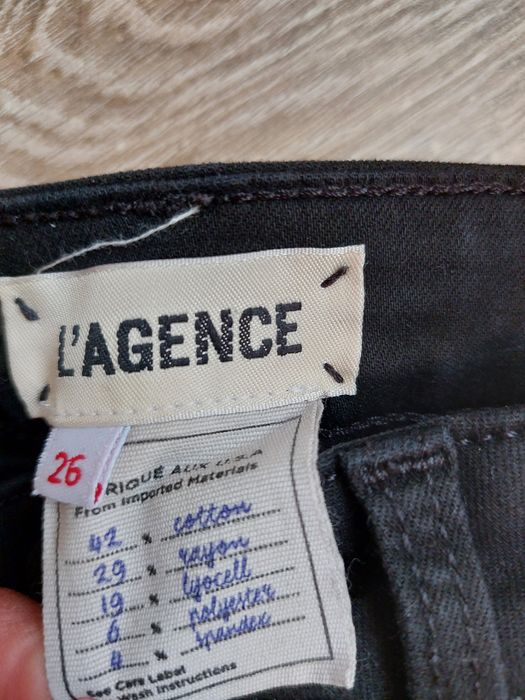 L'AGENCE
26
RIQUÉ AUX U.S.A
From Imported Materials
42 % cotton
29 % rayon
19 % lyocell
6 % polyester
4 % spandex
See Care Label
Wash Instructions